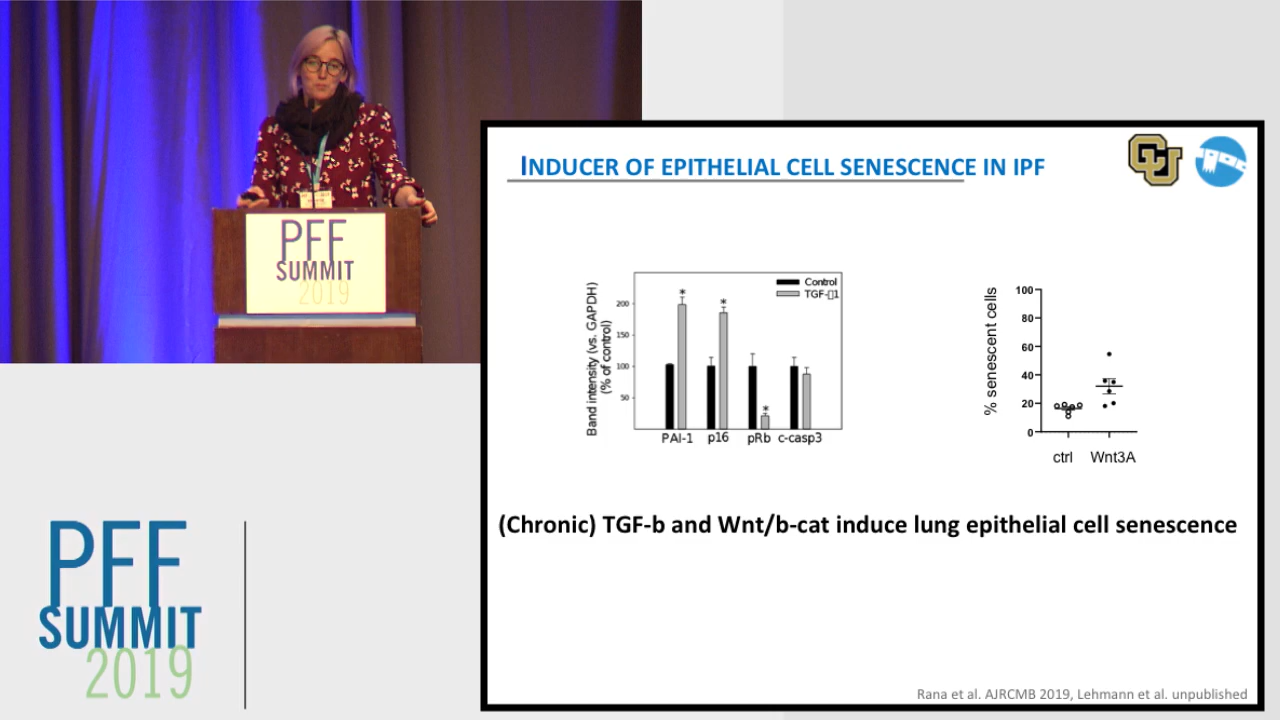 PFF
SUMMIT
2019
INDUCER OF EPITHELIAL CELL SENESCENCE IN IPF
CU
Band intensity (vs. GAPDH)
(% of control)
200
150
100
50
Control
TGF-▯1
*
*
*
PAI-1 p16 pRb c-casp3
% senescent cells
100
80
60
40
20
0
ctrl Wnt3A
(Chronic) TGF-b and Wnt/b-cat induce lung epithelial cell senescence
Rana et al. AJRCMB 2019, Lehmann et al. unpublished
PFF
SUMMIT
2019